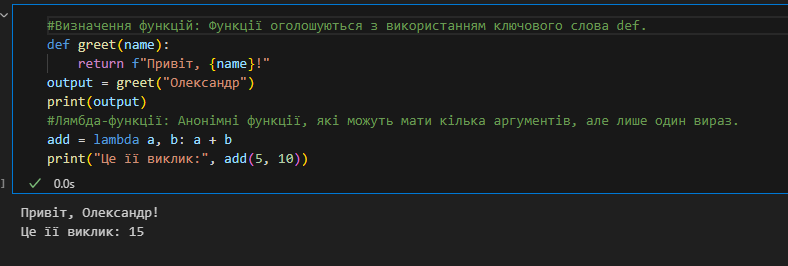 #Визначення функцій: Функції оголошуються з використанням ключового слова def.
def greet(name):
    return f"Привіт, {name}!"
output = greet("Олександр")
print(output)
#Лямбда-функції: Анонімні функції, які можуть мати кілька аргументів, але лише один вираз.
add = lambda a, b: a + b
print("Це її виклик:", add(5, 10))
] ✓ 0.0s
Привіт, Олександр!
Це її виклик: 15